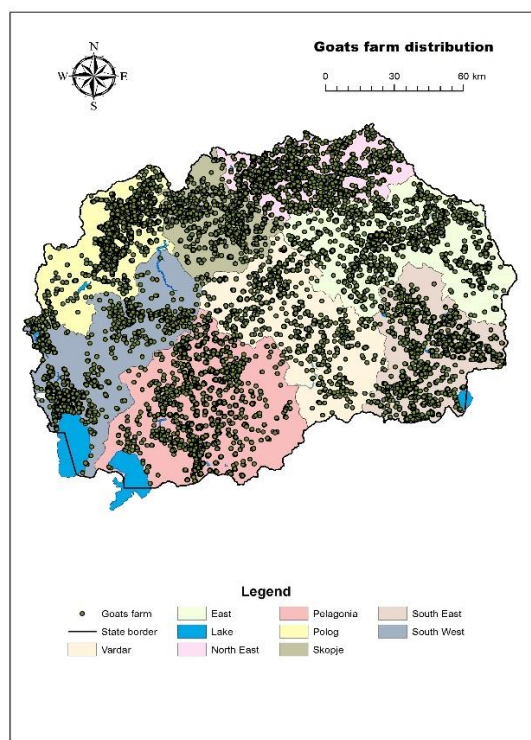 Goats farm distribution
N
W E
S
0 30 60 km
Legend
Goats farm East Pelagonia South East
State border Lake Polog South West
Vardar North East Skopje